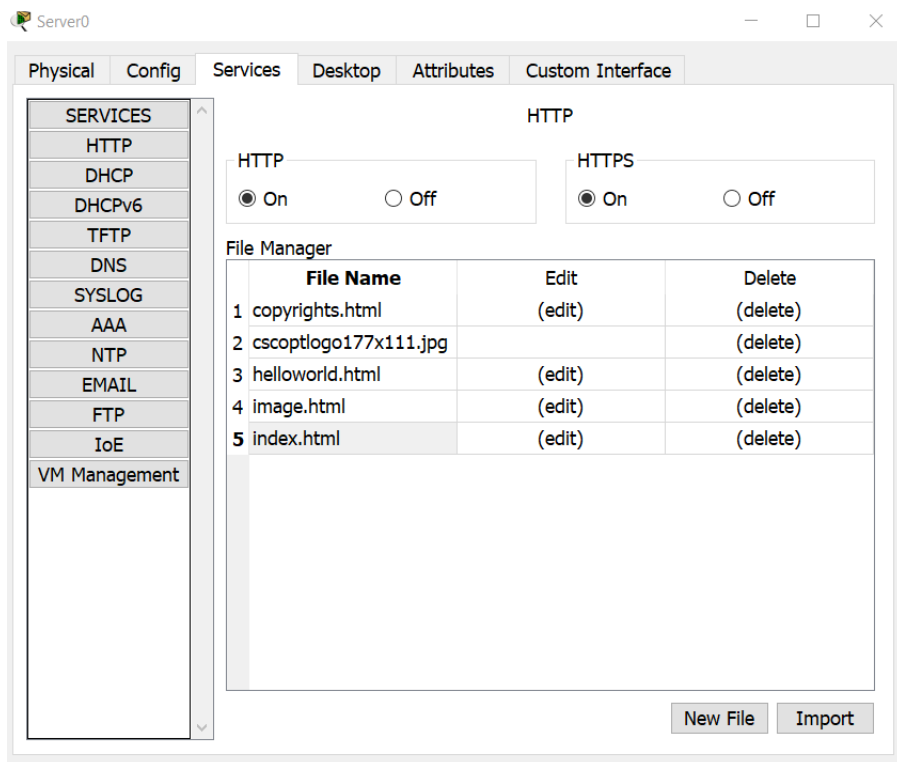 Server0
Physical Config Services Desktop Attributes Custom Interface
SERVICES
HTTP
DHCP
DHCPv6
TFTP
DNS
SYSLOG
AAA
NTP
EMAIL
FTP
IoE
VM Management
HTTP
HTTP
On Off
HTTPS
On Off
File Manager
File Name Edit Delete
1 copyrights.html (edit) (delete)
2 cscoptlogo177x111.jpg (delete)
3 helloworld.html (edit) (delete)
4 image.html (edit) (delete)
5 index.html (edit) (delete)
New File Import